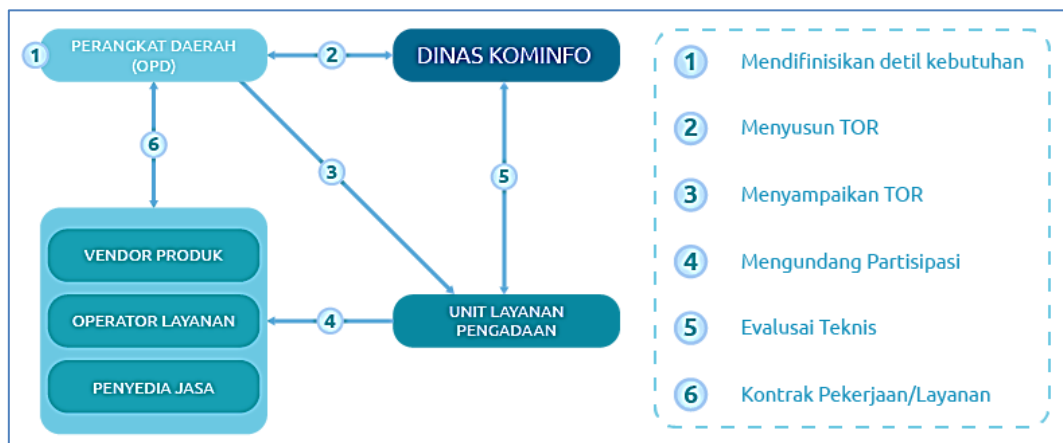 1
PERANGKAT DAERAH
(OPD)
2
DINAS KOMINFO
6
3
5
VENDOR PRODUK
OPERATOR LAYANAN
PENYEDIA JASA
4
UNIT LAYANAN
PENGADAAN
1 Mendifinisikan detil kebutuhan
2 Menyusun TOR
3 Menyampaikan TOR
4 Mengundang Partisipasi
5 Evalusai Teknis
6 Kontrak Pekerjaan/Layanan